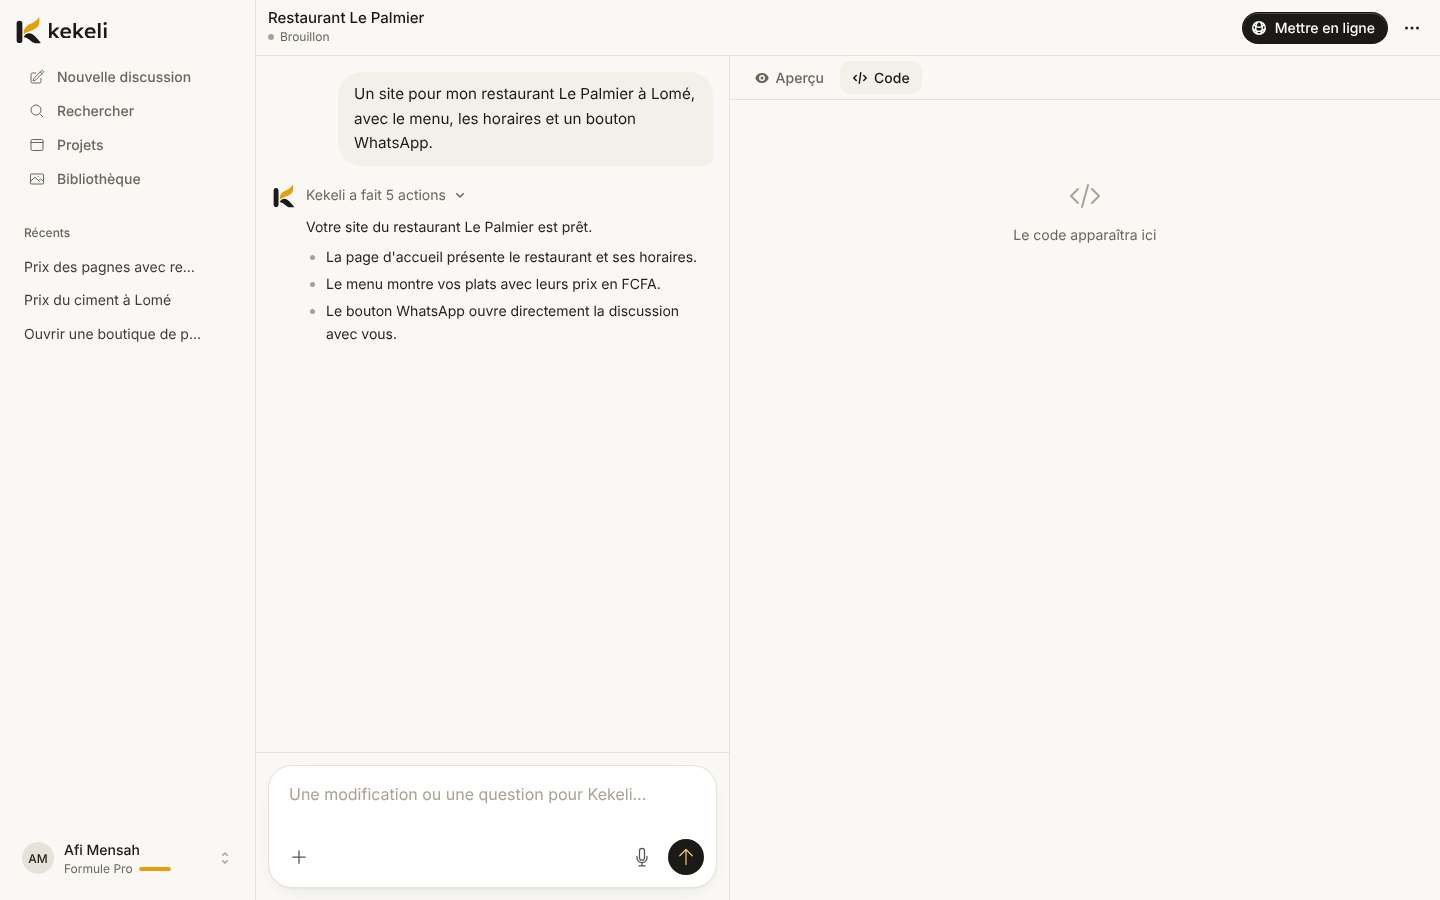 kekeli
Nouvelle discussion
Rechercher
Projets
Bibliothèque
Récents
Prix des pagnes avec re...
Prix du ciment à Lomé
Ouvrir une boutique de p...
AM
Afi Mensah
Formule Pro
Restaurant Le Palmier
Brouillon
Mettre en ligne
Un site pour mon restaurant Le Palmier à Lomé,
avec le menu, les horaires et un bouton
WhatsApp.
Kekeli a fait 5 actions
Votre site du restaurant Le Palmier est prêt.
La page d'accueil présente le restaurant et ses horaires.
Le menu montre vos plats avec leurs prix en FCFA.
Le bouton WhatsApp ouvre directement la discussion
avec vous.
Une modification ou une question pour Kekeli...
Aperçu
Code
Le code apparaîtra ici